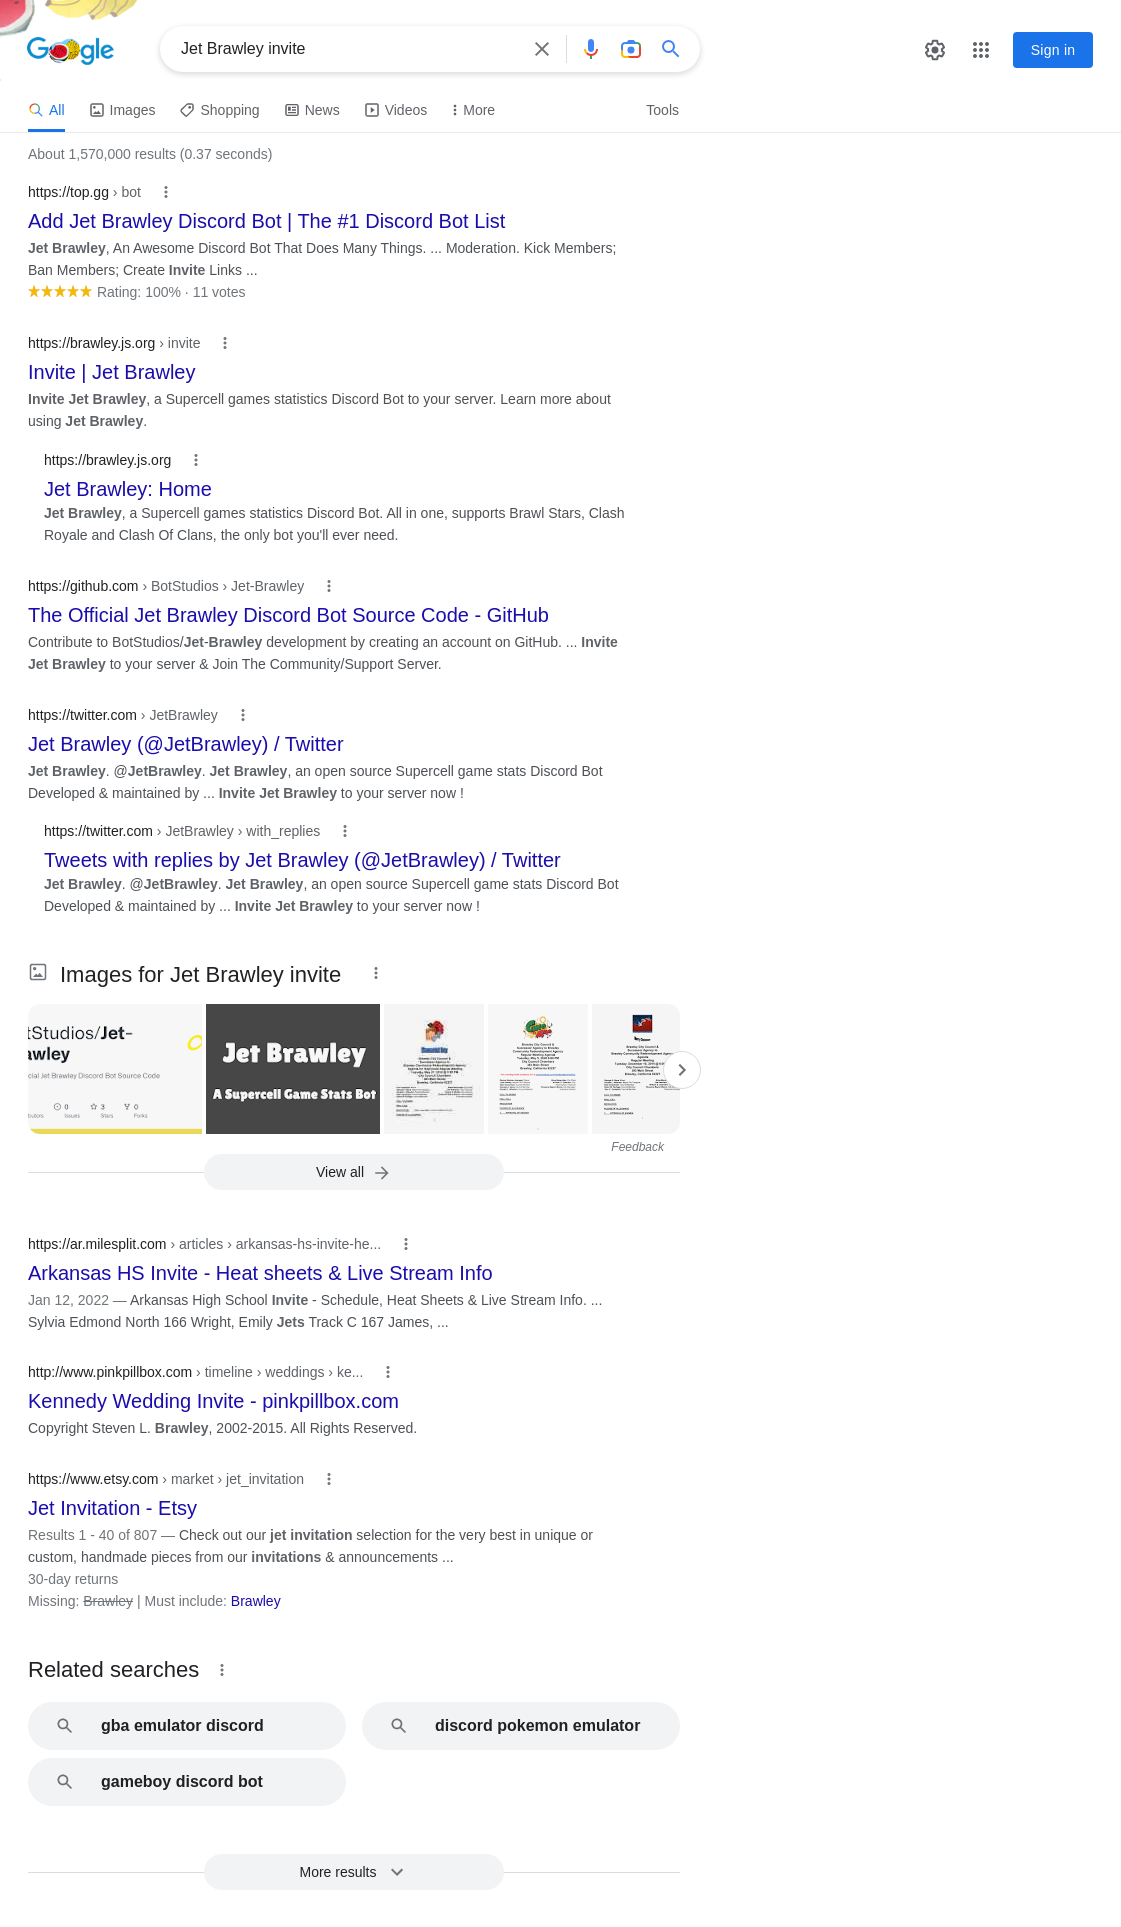 Google
Jet Brawley invite
Sign in
All Images Shopping News Videos More Tools
About 1,570,000 results (0.37 seconds)
https://top.gg › bot
Add Jet Brawley Discord Bot | The #1 Discord Bot List
Jet Brawley, An Awesome Discord Bot That Does Many Things. ... Moderation. Kick Members;
Ban Members; Create Invite Links ...
Rating: 100% · 11 votes
https://brawley.js.org › invite
Invite | Jet Brawley
Invite Jet Brawley, a Supercell games statistics Discord Bot to your server. Learn more about
using Jet Brawley.
https://brawley.js.org
Jet Brawley: Home
Jet Brawley, a Supercell games statistics Discord Bot. All in one, supports Brawl Stars, Clash
Royale and Clash Of Clans, the only bot you'll ever need.
https://github.com › BotStudios › Jet-Brawley
The Official Jet Brawley Discord Bot Source Code - GitHub
Contribute to BotStudios/Jet-Brawley development by creating an account on GitHub. ... Invite
Jet Brawley to your server & Join The Community/Support Server.
https://twitter.com › JetBrawley
Jet Brawley (@JetBrawley) / Twitter
Jet Brawley. @JetBrawley. Jet Brawley, an open source Supercell game stats Discord Bot
Developed & maintained by ... Invite Jet Brawley to your server now !
https://twitter.com › JetBrawley › with_replies
Tweets with replies by Jet Brawley (@JetBrawley) / Twitter
Jet Brawley. @JetBrawley. Jet Brawley, an open source Supercell game stats Discord Bot
Developed & maintained by ... Invite Jet Brawley to your server now !
Images for Jet Brawley invite
tStudios/Jet-
awley
cial Jet Brawley Discord Bot Source Code
0 3 0
Issues Stars Forks
Jet Brawley
A Supercell Game Stats Bot
Feedback
View all
https://ar.milesplit.com › articles › arkansas-hs-invite-he...
Arkansas HS Invite - Heat sheets & Live Stream Info
Jan 12, 2022 — Arkansas High School Invite - Schedule, Heat Sheets & Live Stream Info. ...
Sylvia Edmond North 166 Wright, Emily Jets Track C 167 James, ...
http://www.pinkpillbox.com › timeline › weddings › ke...
Kennedy Wedding Invite - pinkpillbox.com
Copyright Steven L. Brawley, 2002-2015. All Rights Reserved.
https://www.etsy.com › market › jet_invitation
Jet Invitation - Etsy
Results 1 - 40 of 807 — Check out our jet invitation selection for the very best in unique or
custom, handmade pieces from our invitations & announcements ...
30-day returns
Missing: Brawley | Must include: Brawley
Related searches
gba emulator discord
discord pokemon emulator
gameboy discord bot
More results